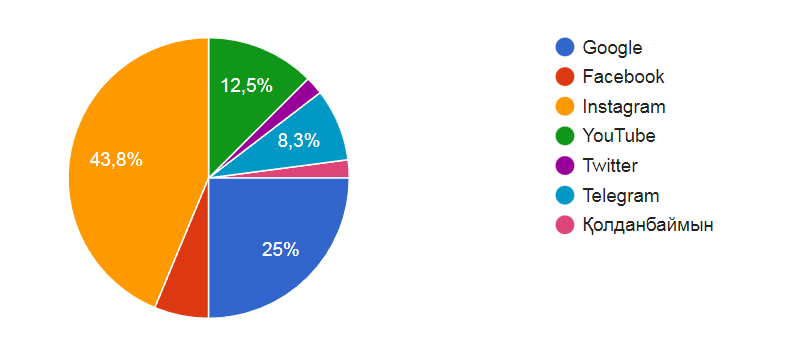 12,5%
8,3%
43,8%
25%
Google
Facebook
Instagram
YouTube
Twitter
Telegram
Қолданбаймын